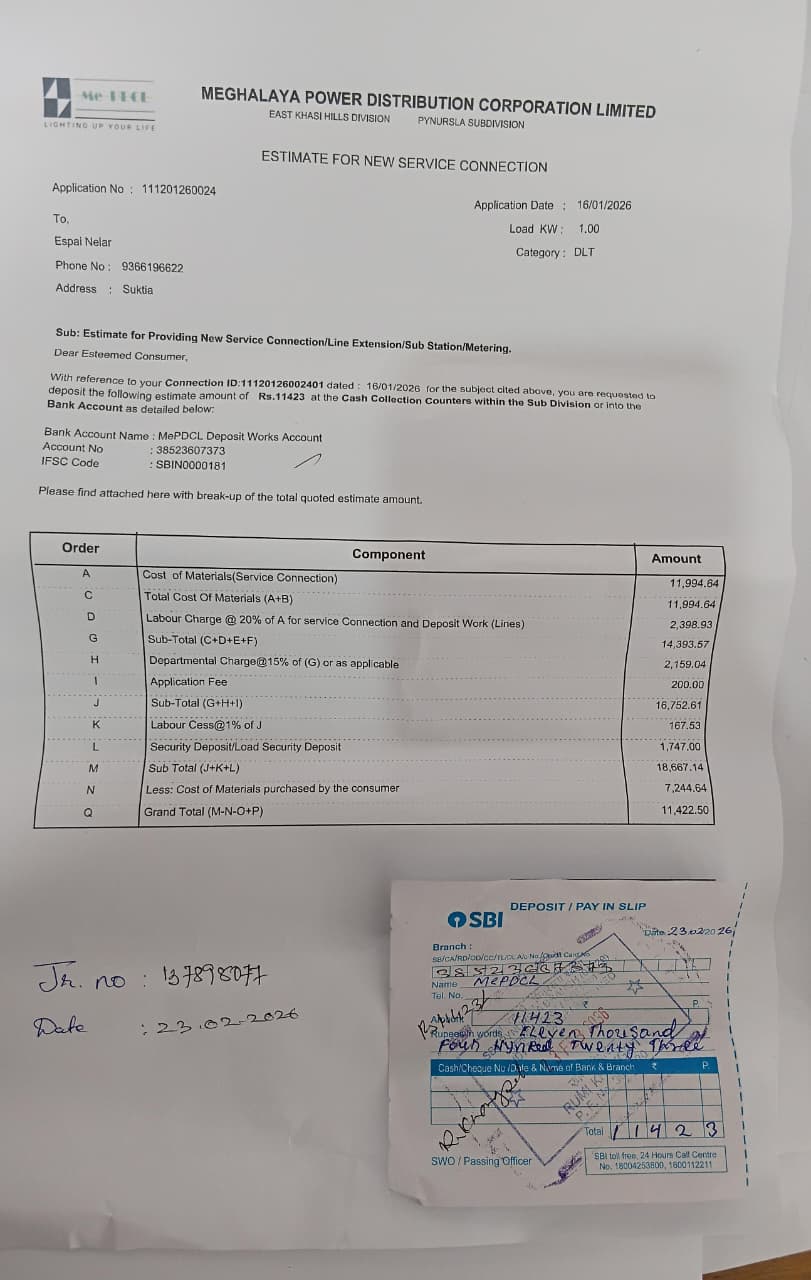 Me PDCL
LIGHTING UP YOUR LIFE
MEGHALAYA POWER DISTRIBUTION CORPORATION LIMITED
EAST KHASI HILLS DIVISION PYNURSLA SUBDIVISION
ESTIMATE FOR NEW SERVICE CONNECTION
Application No : 111201260024
Application Date : 16/01/2026
To,
Load KW : 1.00
Espal Nelar
Category : DLT
Phone No : 9366196622
Address : Suktia
Sub: Estimate for Providing New Service Connection/Line Extension/Sub Station/Metering.
Dear Esteemed Consumer,
With reference to your Connection ID:11120126002401 dated : 16/01/2026 for the subject cited above, you are requested to
deposit the following estimate amount of Rs.11423 at the Cash Collection Counters within the Sub Division or into the
Bank Account as detailed below:
Bank Account Name : MePDCL Deposit Works Account
Account No : 38523607373
IFSC Code : SBIN0000181
Please find attached here with break-up of the total quoted estimate amount.
Order Component Amount
A Cost of Materials(Service Connection) 11,994.64
C Total Cost Of Materials (A+B) 11,994.64
D Labour Charge @ 20% of A for service Connection and Deposit Work (Lines) 2,398.93
G Sub-Total (C+D+E+F) 14,393.57
H Departmental Charge@15% of (G) or as applicable 2,159.04
I Application Fee 200.00
J Sub-Total (G+H+I) 16,752.61
K Labour Cess@1% of J 167.53
L Security Deposit/Load Security Deposit 1,747.00
M Sub Total (J+K+L) 18,667.14
N Less: Cost of Materials purchased by the consumer 7,244.64
Q Grand Total (M-N-O+P) 11,422.50
Jr. no : 137898077
Date : 23.02.2026
DEPOSIT / PAY IN SLIP
SBI
Date 23.02.2026
Branch :
Name MePDCL
Tel. No.
₹ P.
Amount 11423
Rupees in words Eleven Thousand
Four Hundred Twenty Three
Cash/Cheque No /Date & Name of Bank & Branch ₹ P.
Total 11423
SWO / Passing Officer
SBI toll free, 24 Hours Call Centre
No. 18004253800, 1800112211